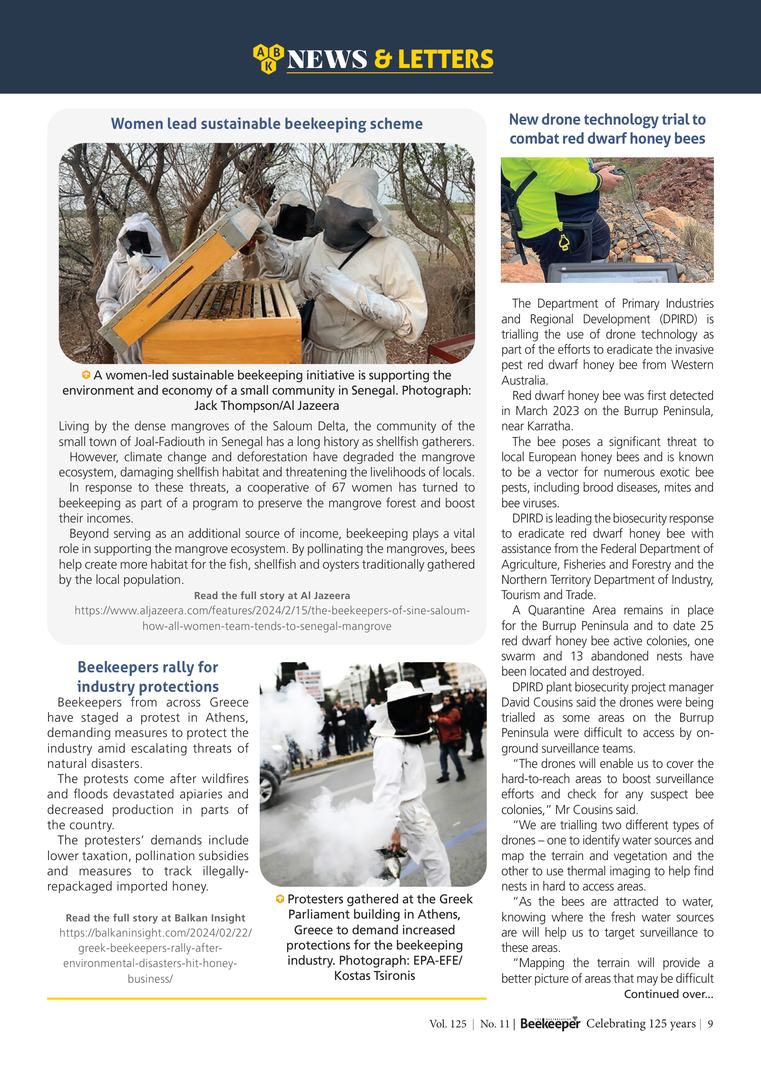 A B K NEWS & LETTERS
Women lead sustainable beekeeping scheme
A women-led sustainable beekeeping initiative is supporting the
environment and economy of a small community in Senegal. Photograph:
Jack Thompson/Al Jazeera
Living by the dense mangroves of the Saloum Delta, the community of the
small town of Joal-Fadiouth in Senegal has a long history as shellfish gatherers.
However, climate change and deforestation have degraded the mangrove
ecosystem, damaging shellfish habitat and threatening the livelihoods of locals.
In response to these threats, a cooperative of 67 women has turned to
beekeeping as part of a program to preserve the mangrove forest and boost
their incomes.
Beyond serving as an additional source of income, beekeeping plays a vital
role in supporting the mangrove ecosystem. By pollinating the mangroves, bees
help create more habitat for the fish, shellfish and oysters traditionally gathered
by the local population.
Read the full story at Al Jazeera
https://www.aljazeera.com/features/2024/2/15/the-beekeepers-of-sine-saloum-
how-all-women-team-tends-to-senegal-mangrove
Beekeepers rally for
industry protections
Beekeepers from across Greece
have staged a protest in Athens,
demanding measures to protect the
industry amid escalating threats of
natural disasters.
The protests come after wildfires
and floods devastated apiaries and
decreased production in parts of
the country.
The protesters' demands include
lower taxation, pollination subsidies
and measures to track illegally-
repackaged imported honey.
Read the full story at Balkan Insight
https://balkaninsight.com/2024/02/22/
greek-beekeepers-rally-after-
environmental-disasters-hit-honey-
business/
Protesters gathered at the Greek
Parliament building in Athens,
Greece to demand increased
protections for the beekeeping
industry. Photograph: EPA-EFE/
Kostas Tsironis
New drone technology trial to
combat red dwarf honey bees
The Department of Primary Industries
and Regional Development (DPIRD) is
trialling the use of drone technology as
part of the efforts to eradicate the invasive
pest red dwarf honey bee from Western
Australia.
Red dwarf honey bee was first detected
in March 2023 on the Burrup Peninsula,
near Karratha.
The bee poses a significant threat to
local European honey bees and is known
to be a vector for numerous exotic bee
pests, including brood diseases, mites and
bee viruses.
DPIRD is leading the biosecurity response
to eradicate red dwarf honey bee with
assistance from the Federal Department of
Agriculture, Fisheries and Forestry and the
Northern Territory Department of Industry,
Tourism and Trade.
A Quarantine Area remains in place
for the Burrup Peninsula and to date 25
red dwarf honey bee active colonies, one
swarm and 13 abandoned nests have
been located and destroyed.
DPIRD plant biosecurity project manager
David Cousins said the drones were being
trialled as some areas on the Burrup
Peninsula were difficult to access by on-
ground surveillance teams.
“The drones will enable us to cover the
hard-to-reach areas to boost surveillance
efforts and check for any suspect bee
colonies,” Mr Cousins said.
“We are trialling two different types of
drones – one to identify water sources and
map the terrain and vegetation and the
other to use thermal imaging to help find
nests in hard to access areas.
“As the bees are attracted to water,
knowing where the fresh water sources
are will help us to target surveillance to
these areas.
“Mapping the terrain will provide a
better picture of areas that may be difficult
Continued over...
Vol. 125 | No. 11 | Beekeeper Celebrating 125 years | 9